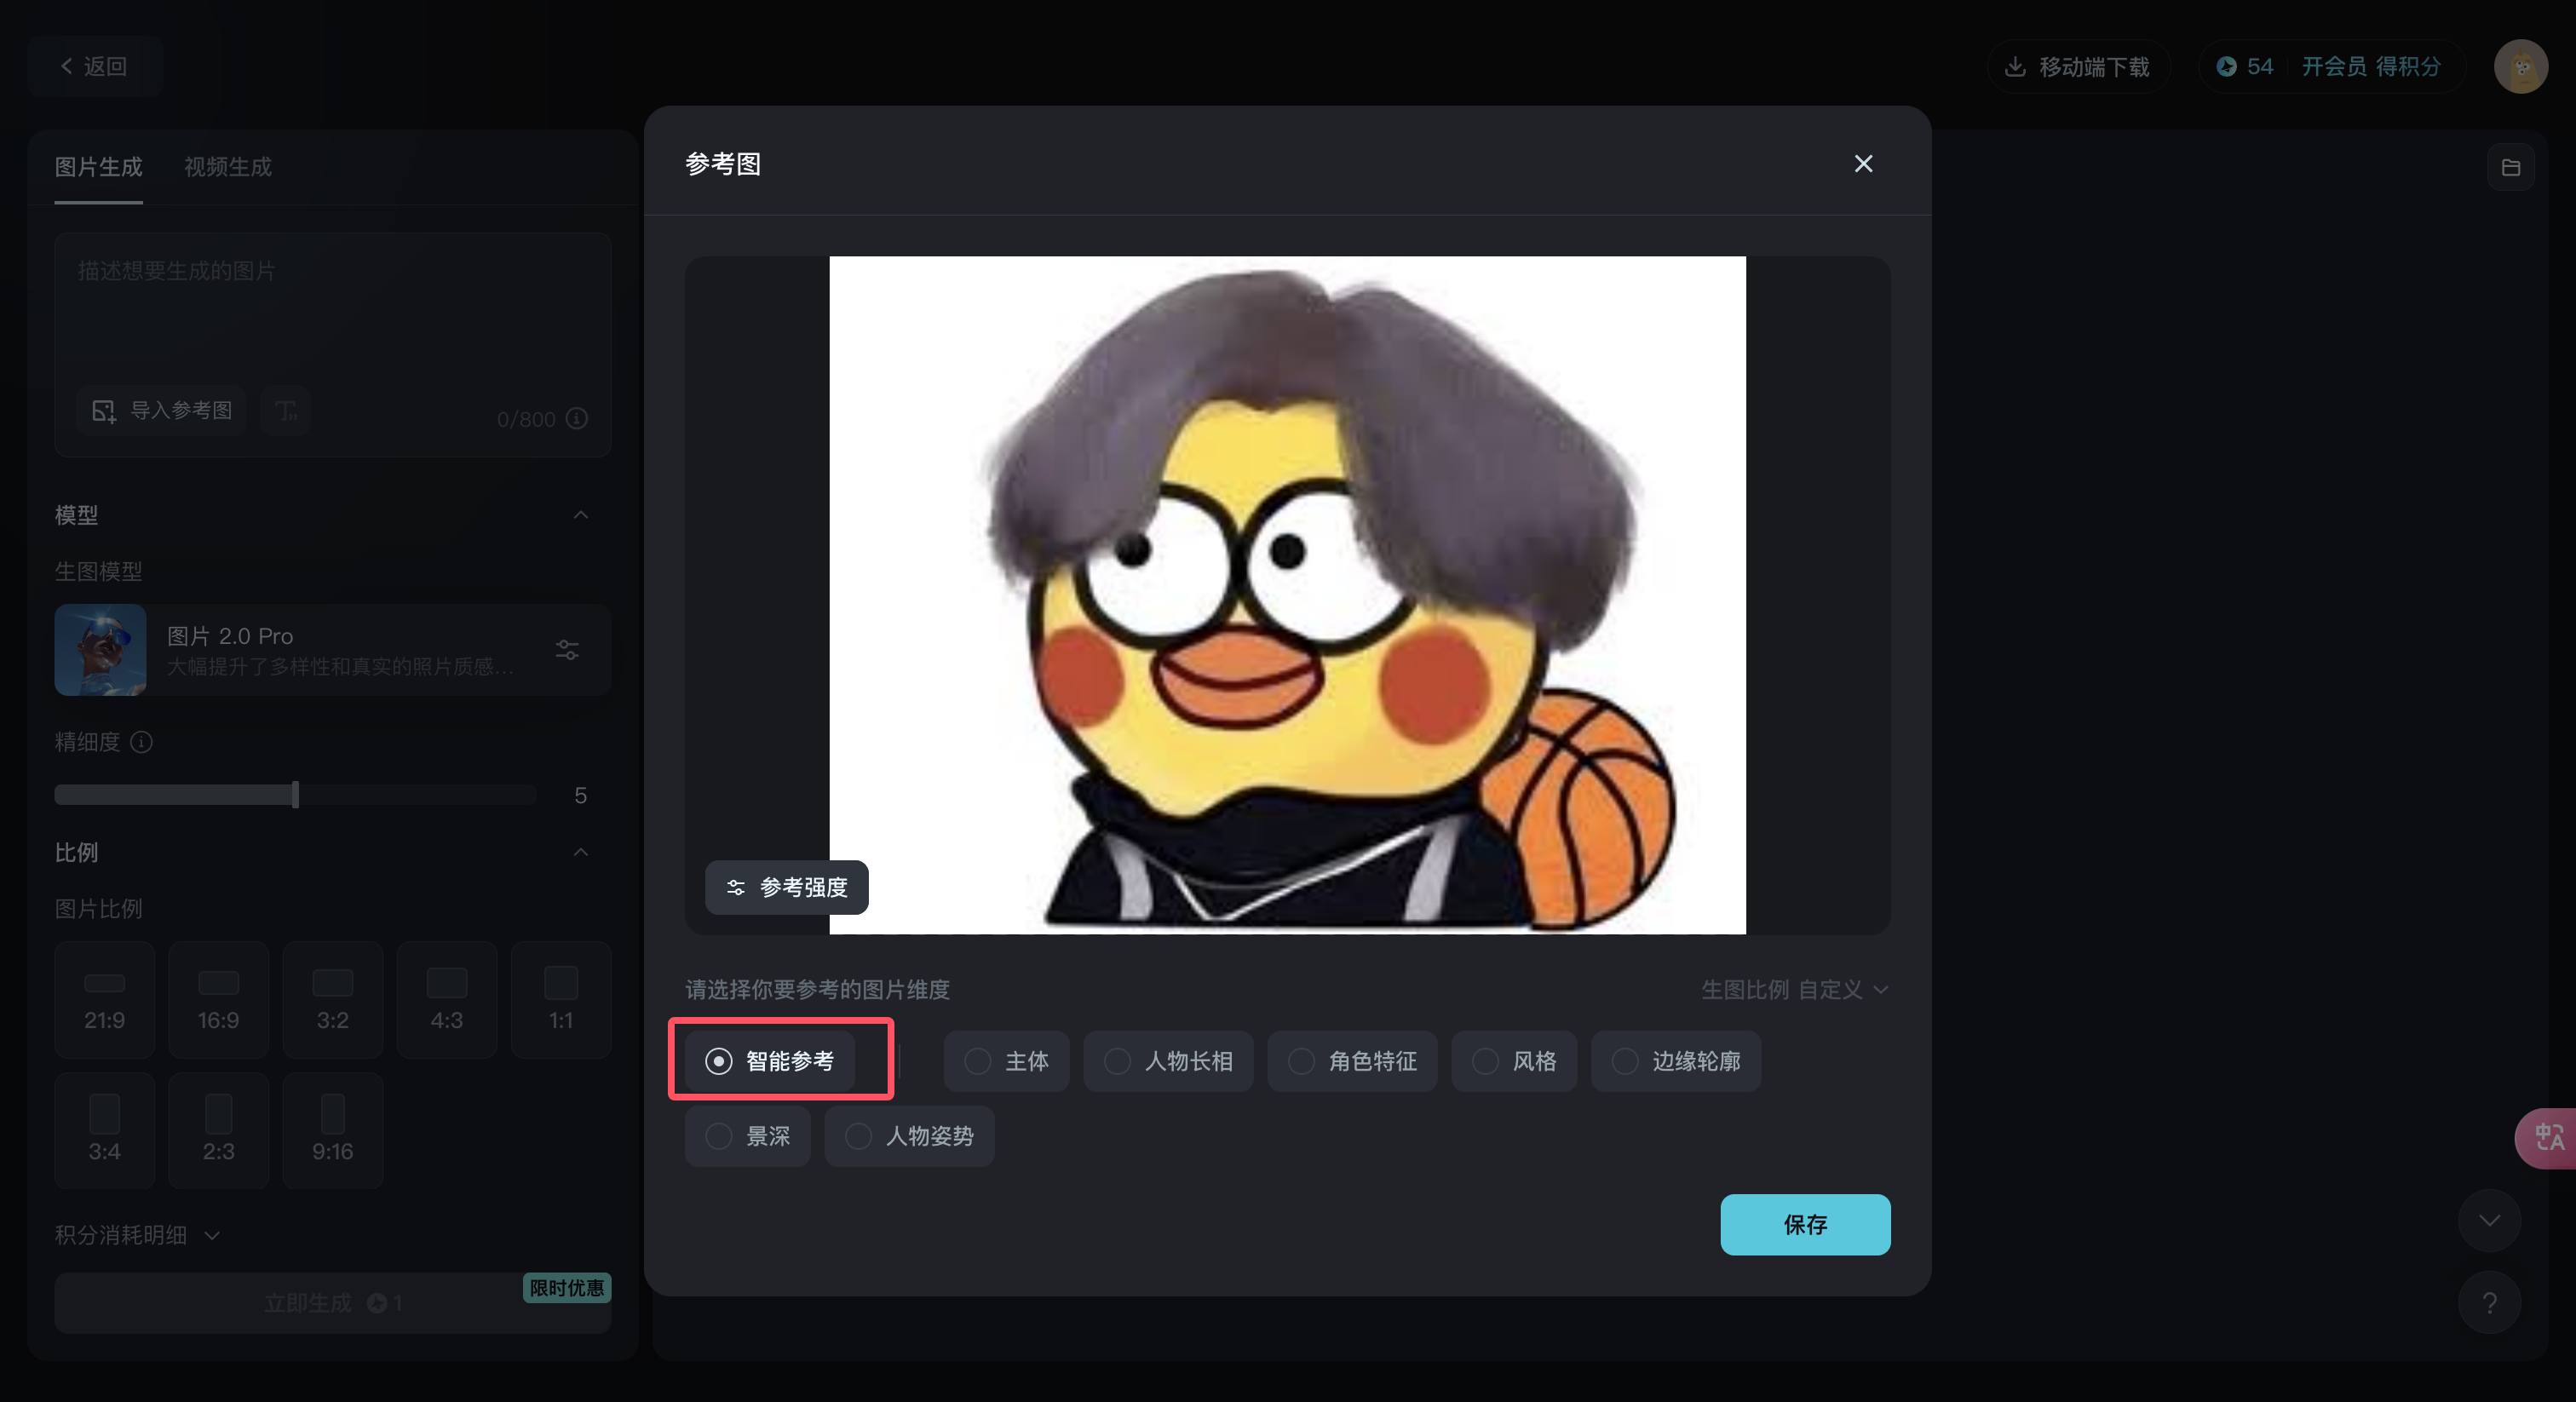 返回
移动端下载
54 开会员 得积分
图片生成 视频生成
描述想要生成的图片
导入参考图
0/800
模型
生图模型
图片 2.0 Pro
大幅提升了多样性和真实的照片质感...
精细度
5
比例
图片比例
21:9 16:9 3:2 4:3 1:1
3:4 2:3 9:16
积分消耗明细
限时优惠
立即生成 1
参考图
参考强度
请选择你要参考的图片维度
生图比例 自定义
智能参考 主体 人物长相 角色特征 风格 边缘轮廓
景深 人物姿势
保存
中A
?